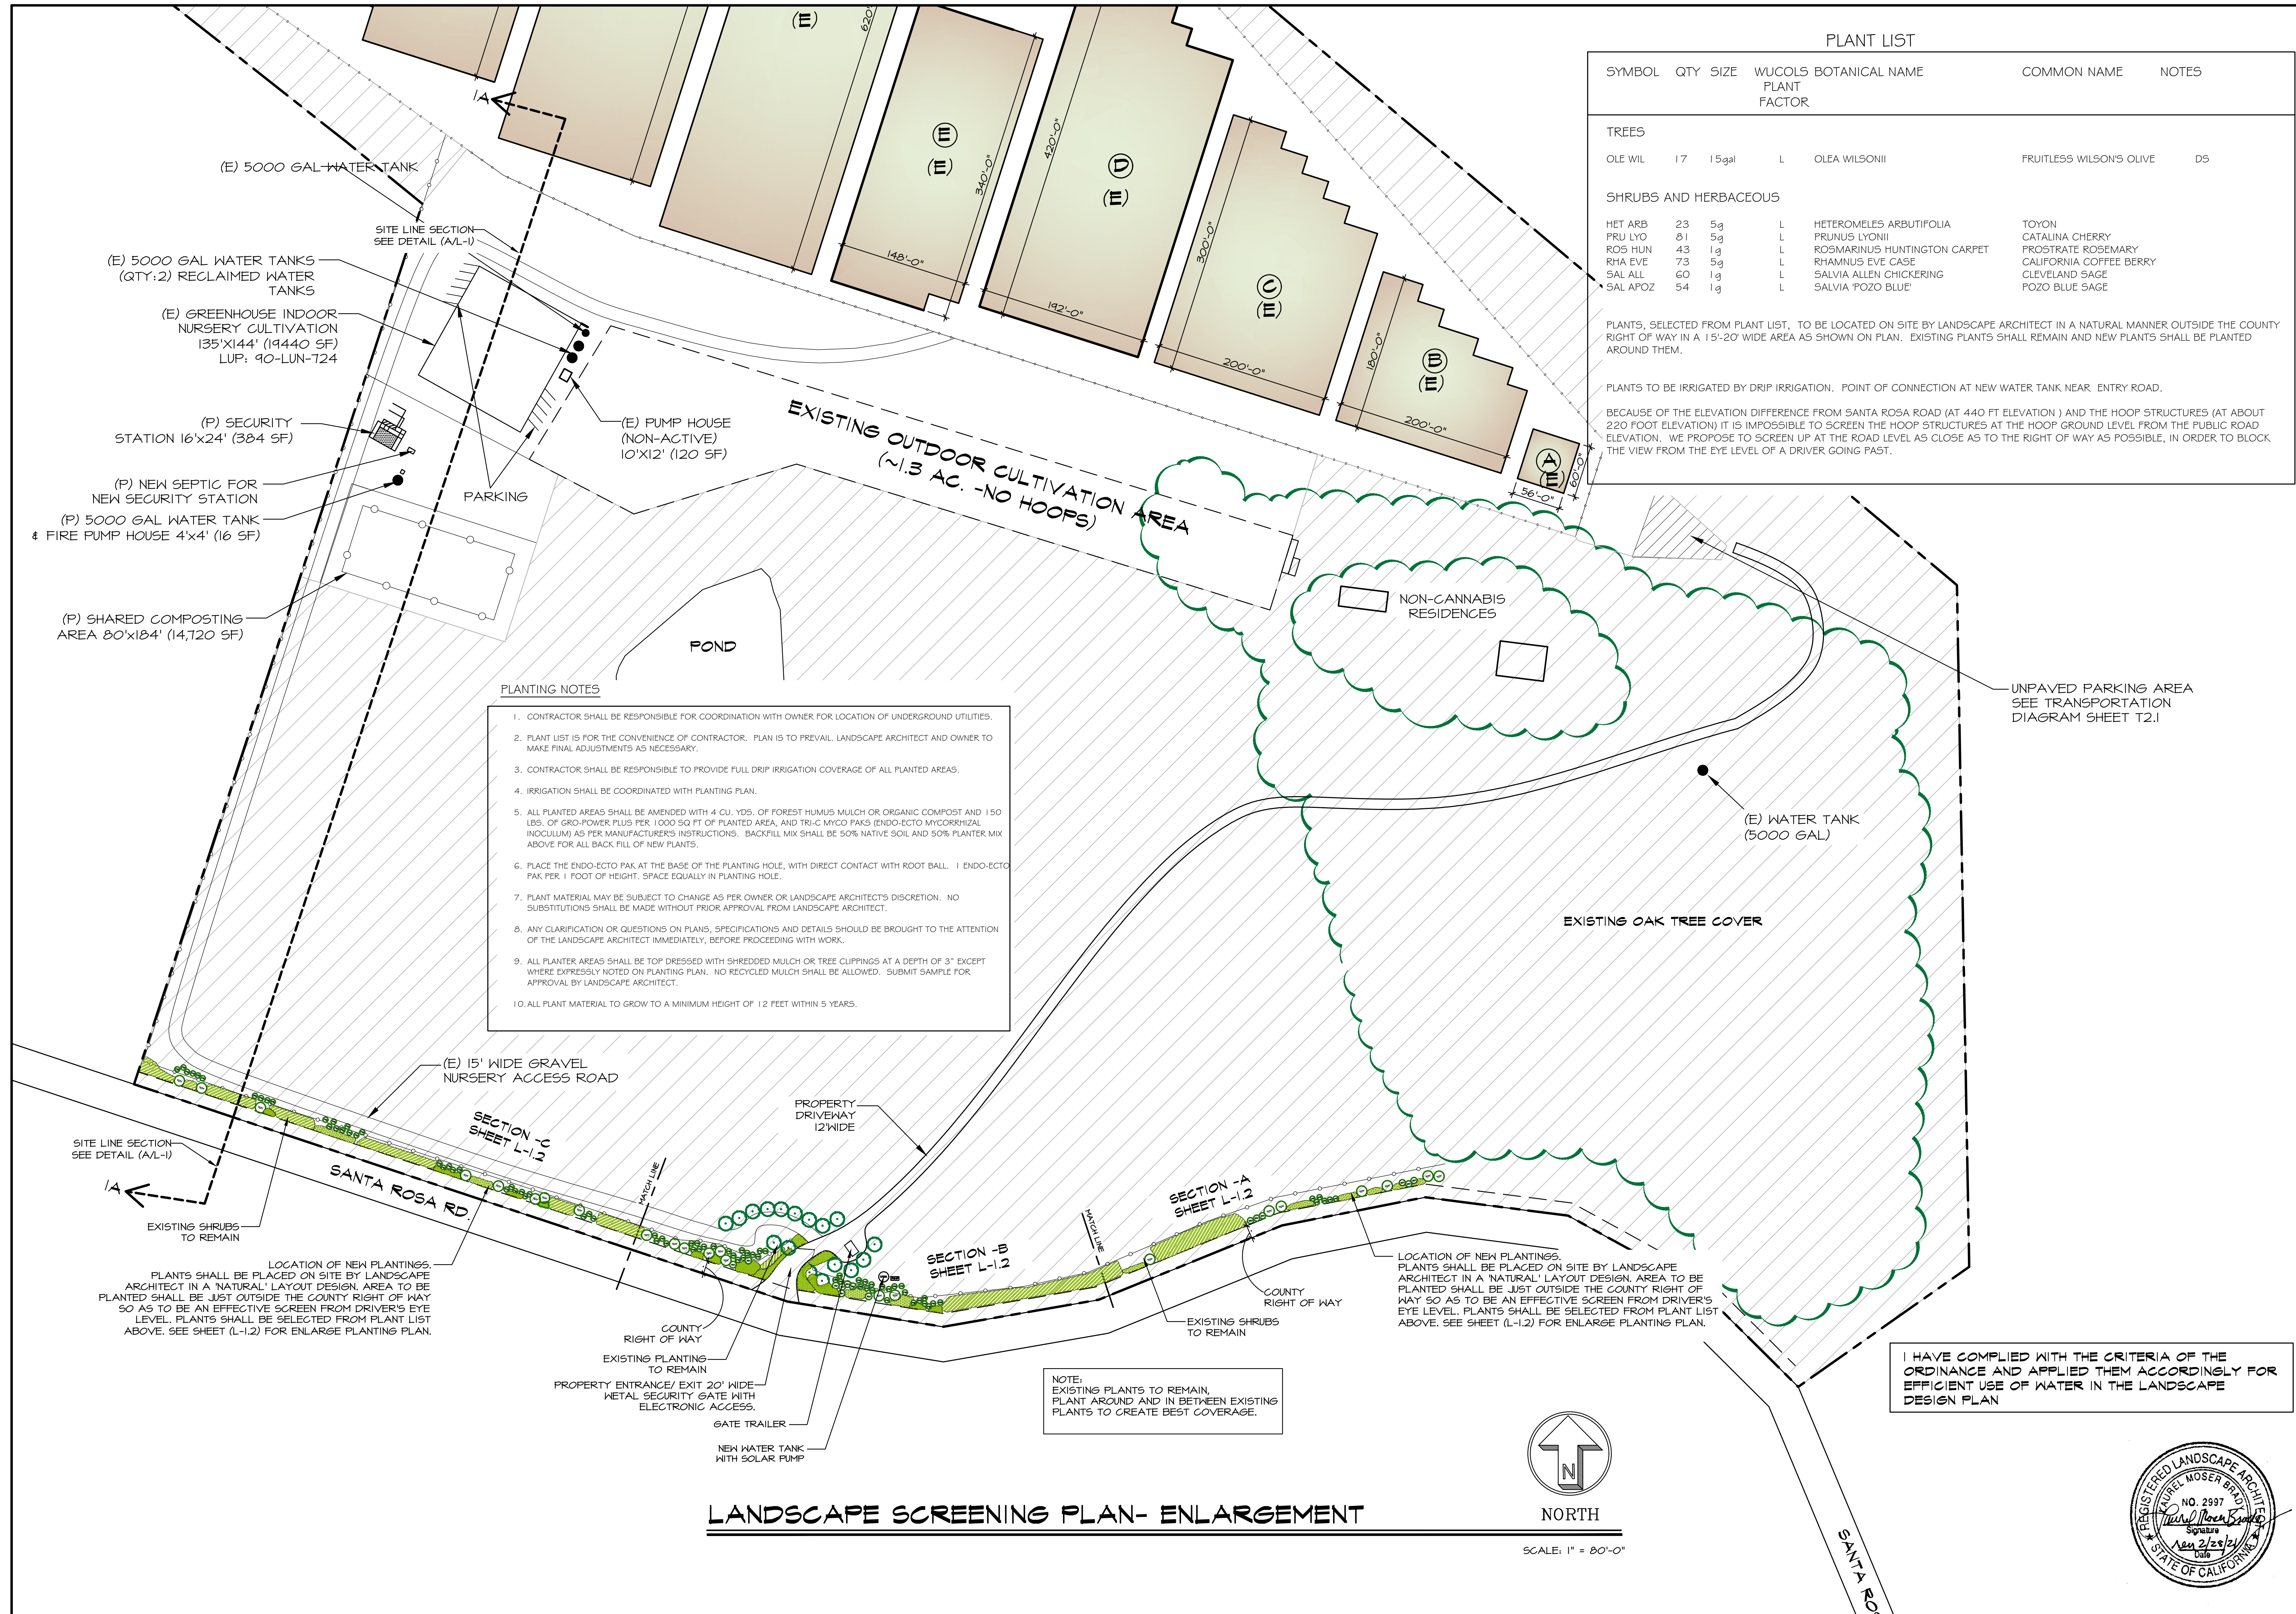 620'
(E)
1A
(E)
(E)
340'-0"
148'-0"
420'-0"
D
(E)
192'-0"
300'-0"
C
(E)
200'-0"
180'-0"
B
(E)
200'-0"
A
(E)
60'-0"
56'-0"
PLANT LIST
SYMBOL QTY SIZE WUCOLS BOTANICAL NAME COMMON NAME NOTES
PLANT
FACTOR
TREES
OLE WIL 17 15gal L OLEA WILSONII FRUITLESS WILSON'S OLIVE DS
SHRUBS AND HERBACEOUS
HET ARB 23 5g L HETEROMELES ARBUTIFOLIA TOYON
PRU LYO 81 5g L PRUNUS LYONII CATALINA CHERRY
ROS HUN 43 1g L ROSMARINUS HUNTINGTON CARPET PROSTRATE ROSEMARY
RHA EVE 73 5g L RHAMNUS EVE CASE CALIFORNIA COFFEE BERRY
SAL ALL 60 1g L SALVIA ALLEN CHICKERING CLEVELAND SAGE
SAL APOZ 54 1g L SALVIA 'POZO BLUE' POZO BLUE SAGE
PLANTS, SELECTED FROM PLANT LIST, TO BE LOCATED ON SITE BY LANDSCAPE ARCHITECT IN A NATURAL MANNER OUTSIDE THE COUNTY
RIGHT OF WAY IN A 15'-20' WIDE AREA AS SHOWN ON PLAN. EXISTING PLANTS SHALL REMAIN AND NEW PLANTS SHALL BE PLANTED
AROUND THEM.
PLANTS TO BE IRRIGATED BY DRIP IRRIGATION. POINT OF CONNECTION AT NEW WATER TANK NEAR ENTRY ROAD.
BECAUSE OF THE ELEVATION DIFFERENCE FROM SANTA ROSA ROAD (AT 440 FT ELEVATION ) AND THE HOOP STRUCTURES (AT ABOUT
220 FOOT ELEVATION) IT IS IMPOSSIBLE TO SCREEN THE HOOP STRUCTURES AT THE HOOP GROUND LEVEL FROM THE PUBLIC ROAD
ELEVATION. WE PROPOSE TO SCREEN UP AT THE ROAD LEVEL AS CLOSE AS TO THE RIGHT OF WAY AS POSSIBLE, IN ORDER TO BLOCK
THE VIEW FROM THE EYE LEVEL OF A DRIVER GOING PAST.
(E) 5000 GAL WATER TANK
SITE LINE SECTION
SEE DETAIL (A/L-1)
(E) 5000 GAL WATER TANKS
(QTY:2) RECLAIMED WATER
TANKS
(E) GREENHOUSE INDOOR
NURSERY CULTIVATION
135'X144' (19440 SF)
LUP: 90-LUN-724
(P) SECURITY
STATION 16'x24' (384 SF)
(P) NEW SEPTIC FOR
NEW SECURITY STATION
(P) 5000 GAL WATER TANK
& FIRE PUMP HOUSE 4'x4' (16 SF)
(P) SHARED COMPOSTING
AREA 80'x184' (14,720 SF)
(E) PUMP HOUSE
(NON-ACTIVE)
10'X12' (120 SF)
PARKING
EXISTING OUTDOOR CULTIVATION AREA
(~1.3 AC. -NO HOOPS)
POND
NON-CANNABIS
RESIDENCES
UNPAVED PARKING AREA
SEE TRANSPORTATION
DIAGRAM SHEET T2.1
(E) WATER TANK
(5000 GAL)
EXISTING OAK TREE COVER
PLANTING NOTES
1. CONTRACTOR SHALL BE RESPONSIBLE FOR COORDINATION WITH OWNER FOR LOCATION OF UNDERGROUND UTILITIES.
2. PLANT LIST IS FOR THE CONVENIENCE OF CONTRACTOR. PLAN IS TO PREVAIL. LANDSCAPE ARCHITECT AND OWNER TO
MAKE FINAL ADJUSTMENTS AS NECESSARY.
3. CONTRACTOR SHALL BE RESPONSIBLE TO PROVIDE FULL DRIP IRRIGATION COVERAGE OF ALL PLANTED AREAS.
4. IRRIGATION SHALL BE COORDINATED WITH PLANTING PLAN.
5. ALL PLANTED AREAS SHALL BE AMENDED WITH 4 CU. YDS. OF FOREST HUMUS MULCH OR ORGANIC COMPOST AND 150
LBS. OF GRO-POWER PLUS PER 1000 SQ FT OF PLANTED AREA, AND TRI-C MYCO PAKS (ENDO-ECTO MYCORRHIZAL
INOCULUM) AS PER MANUFACTURER'S INSTRUCTIONS. BACKFILL MIX SHALL BE 50% NATIVE SOIL AND 50% PLANTER MIX
ABOVE FOR ALL BACK FILL OF NEW PLANTS.
6. PLACE THE ENDO-ECTO PAK AT THE BASE OF THE PLANTING HOLE, WITH DIRECT CONTACT WITH ROOT BALL. 1 ENDO-ECTO
PAK PER 1 FOOT OF HEIGHT. SPACE EQUALLY IN PLANTING HOLE.
7. PLANT MATERIAL MAY BE SUBJECT TO CHANGE AS PER OWNER OR LANDSCAPE ARCHITECT'S DISCRETION. NO
SUBSTITUTIONS SHALL BE MADE WITHOUT PRIOR APPROVAL FROM LANDSCAPE ARCHITECT.
8. ANY CLARIFICATION OR QUESTIONS ON PLANS, SPECIFICATIONS AND DETAILS SHOULD BE BROUGHT TO THE ATTENTION
OF THE LANDSCAPE ARCHITECT IMMEDIATELY, BEFORE PROCEEDING WITH WORK.
9. ALL PLANTER AREAS SHALL BE TOP DRESSED WITH SHREDDED MULCH OR TREE CLIPPINGS AT A DEPTH OF 3" EXCEPT
WHERE EXPRESSLY NOTED ON PLANTING PLAN. NO RECYCLED MULCH SHALL BE ALLOWED. SUBMIT SAMPLE FOR
APPROVAL BY LANDSCAPE ARCHITECT.
10. ALL PLANT MATERIAL TO GROW TO A MINIMUM HEIGHT OF 12 FEET WITHIN 5 YEARS.
(E) 15' WIDE GRAVEL
NURSERY ACCESS ROAD
SECTION -C
SHEET L-1.2
MATCH LINE
PROPERTY
DRIVEWAY
12'WIDE
SITE LINE SECTION
SEE DETAIL (A/L-1)
1A
SANTA ROSA RD.
EXISTING SHRUBS
TO REMAIN
LOCATION OF NEW PLANTINGS.
PLANTS SHALL BE PLACED ON SITE BY LANDSCAPE
ARCHITECT IN A 'NATURAL' LAYOUT DESIGN. AREA TO BE
PLANTED SHALL BE JUST OUTSIDE THE COUNTY RIGHT OF WAY
SO AS TO BE AN EFFECTIVE SCREEN FROM DRIVER'S EYE
LEVEL. PLANTS SHALL BE SELECTED FROM PLANT LIST
ABOVE. SEE SHEET (L-1.2) FOR ENLARGE PLANTING PLAN.
SECTION -B
SHEET L-1.2
MATCH LINE
SECTION -A
SHEET L-1.2
COUNTY
RIGHT OF WAY
EXISTING PLANTING
TO REMAIN
PROPERTY ENTRANCE/ EXIT 20' WIDE
METAL SECURITY GATE WITH
ELECTRONIC ACCESS.
GATE TRAILER
NEW WATER TANK
WITH SOLAR PUMP
COUNTY
RIGHT OF WAY
EXISTING SHRUBS
TO REMAIN
LOCATION OF NEW PLANTINGS.
PLANTS SHALL BE PLACED ON SITE BY LANDSCAPE
ARCHITECT IN A 'NATURAL' LAYOUT DESIGN. AREA TO BE
PLANTED SHALL BE JUST OUTSIDE THE COUNTY RIGHT OF
WAY SO AS TO BE AN EFFECTIVE SCREEN FROM DRIVER'S
EYE LEVEL. PLANTS SHALL BE SELECTED FROM PLANT LIST
ABOVE. SEE SHEET (L-1.2) FOR ENLARGE PLANTING PLAN.
NOTE:
EXISTING PLANTS TO REMAIN,
PLANT AROUND AND IN BETWEEN EXISTING
PLANTS TO CREATE BEST COVERAGE.
I HAVE COMPLIED WITH THE CRITERIA OF THE
ORDINANCE AND APPLIED THEM ACCORDINGLY FOR
EFFICIENT USE OF WATER IN THE LANDSCAPE
DESIGN PLAN
LANDSCAPE SCREENING PLAN- ENLARGEMENT
N
NORTH
SCALE: 1" = 80'-0"
SANTA ROS
REGISTERED LANDSCAPE ARCHITECT
LAUREL MOSER BRADY
NO. 2997
Signature
2/25/21
Date
STATE OF CALIFORNIA